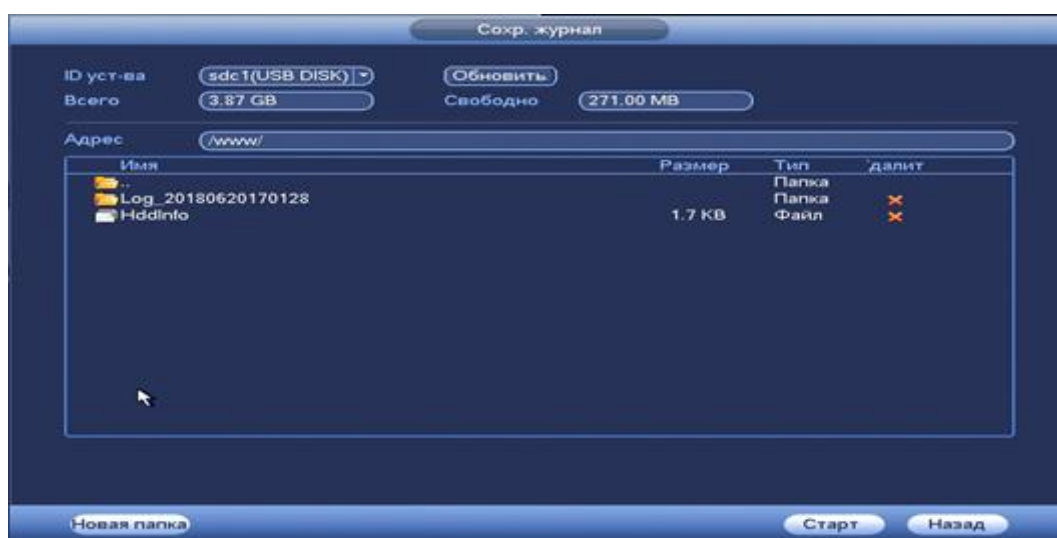 Сохр. журнал
ID уст-ва sdc1(USB DISK) Обновить
Всего 3.87 GB Свободно 271.00 MB
Адрес /www/
Имя Размер Тип 'далит
.. Папка
Log_20180620170128 Папка
HddInfo 1.7 KB Файл
Новая папка Старт Назад